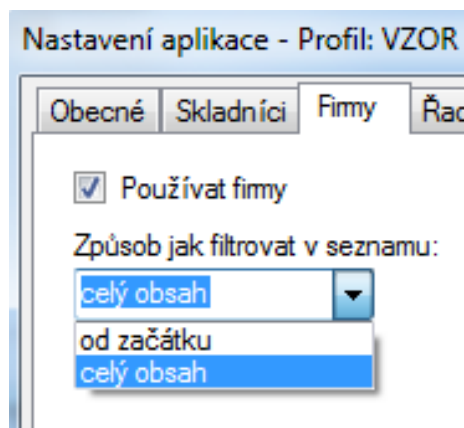 Nastavení aplikace - Profil: VZOR
Obecné Skladníci Firmy
Používat firmy
Způsob jak filtrovat v seznamu:
celý obsah
od začátku
celý obsah